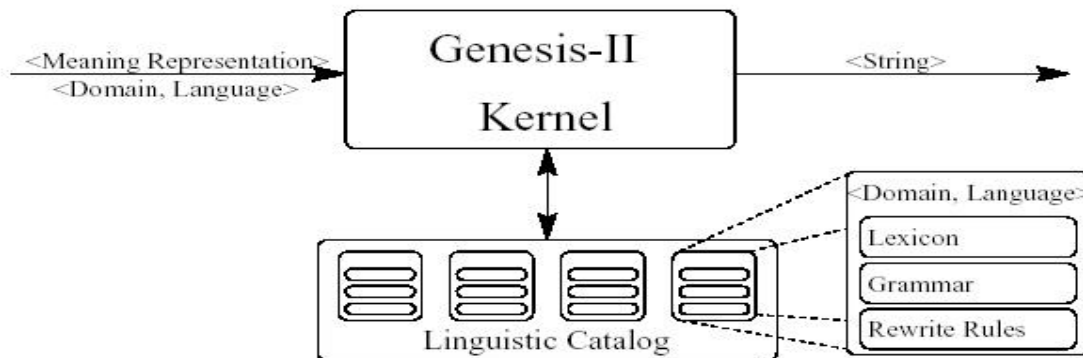 Genesis-II
Kernel
<Meaning Representation>
<Domain, Language>
<String>
<Domain, Language>
Lexicon
Grammar
Rewrite Rules
Linguistic Catalog